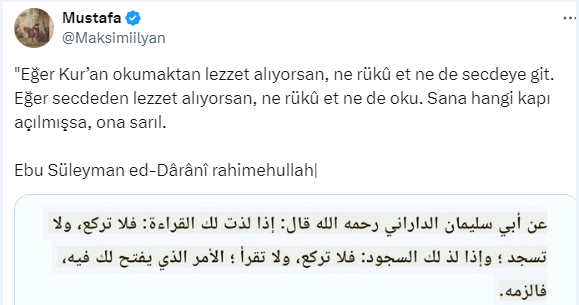 Mustafa
@Maksimiilyan
"Eğer Kur’an okumaktan lezzet alıyorsan, ne rükû et ne de secdeye git.
Eğer secdeden lezzet alıyorsan, ne rükû et ne de oku. Sana hangi kapı
açılmışsa, ona sarıl.
Ebu Süleyman ed-Dârânî rahimehullah|
عن أبي سليمان الداراني رحمه الله قال: إذا لذت لك القراءة: فلا تركع، ولا
تسجد ؛ وإذا لذ لك السجود: فلا تركع، ولا تقرأ ؛ الأمر الذي يفتح لك فيه،
فالزمه.